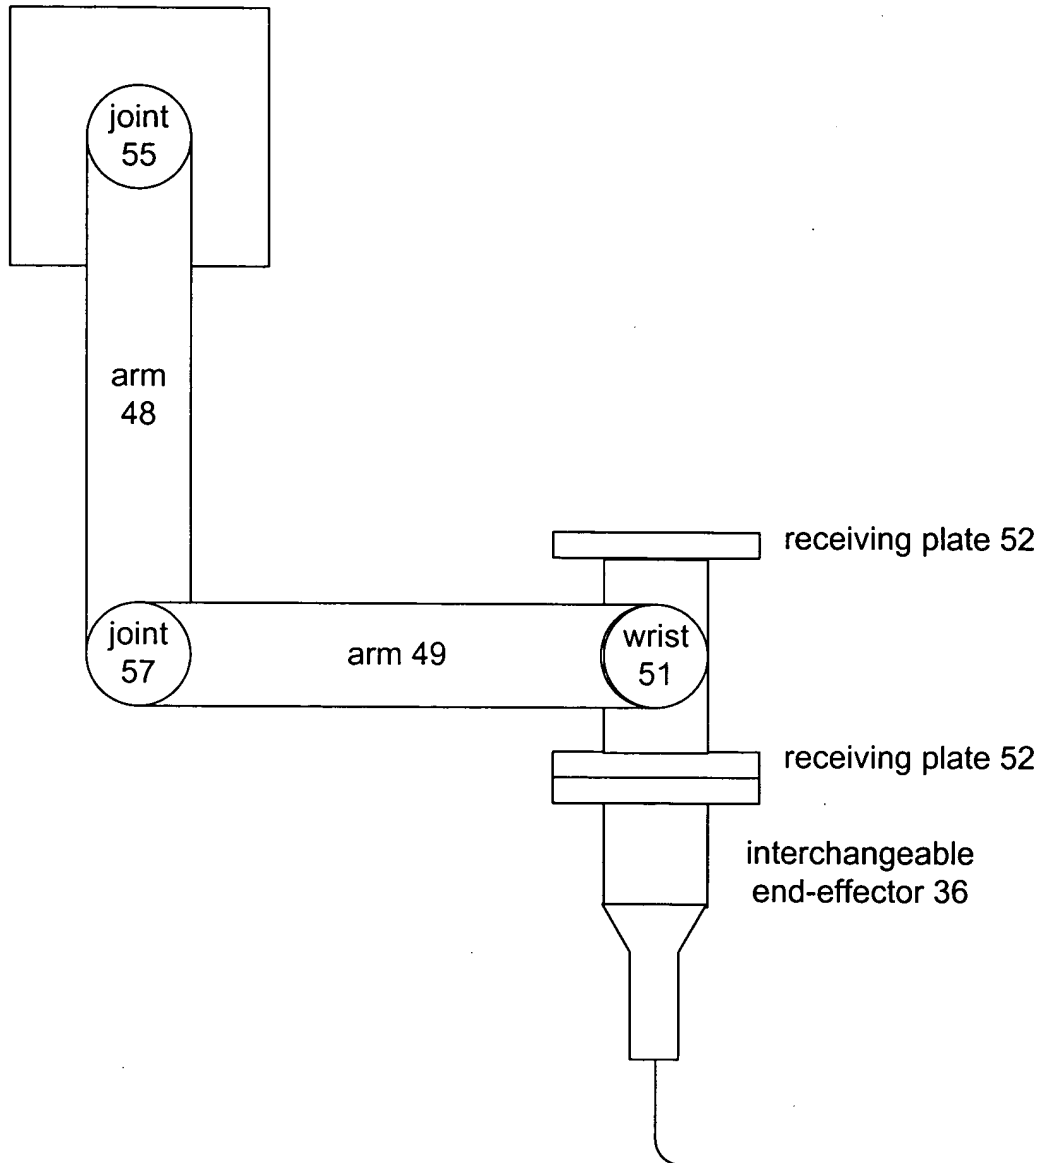 joint
55
arm
48
receiving plate 52
joint
57
arm 49
wrist
51
receiving plate 52
interchangeable
end-effector 36